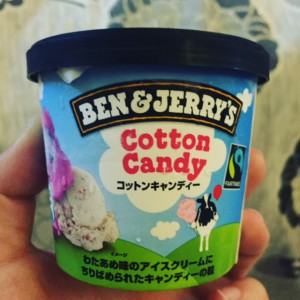 BEN & JERRY'S
Cotton
Candy
コットンキャンディー
FAIRTRADE
イメージ
わたあめ味のアイスクリームに
ちりばめられたキャンディーの粒